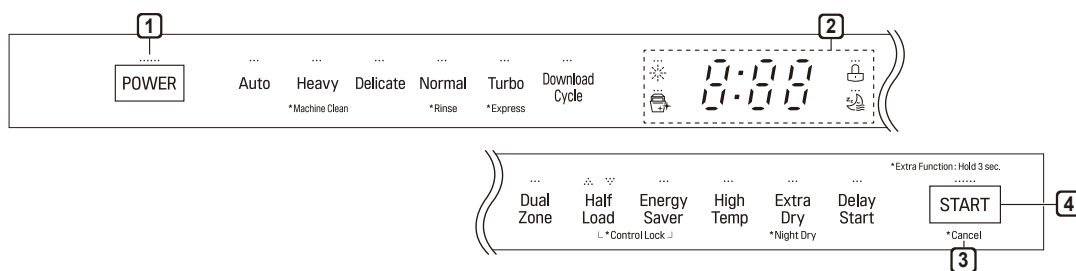 1
2
POWER
Auto
Heavy
Delicate
Normal
Turbo
Download
Cycle
*Machine Clean
*Rinse
*Express
8:88
*Extra Function : Hold 3 sec.
Dual
Zone
Half
Load
Energy
Saver
High
Temp
Extra
Dry
Delay
Start
START
4
*Control Lock
*Night Dry
*Cancel
3